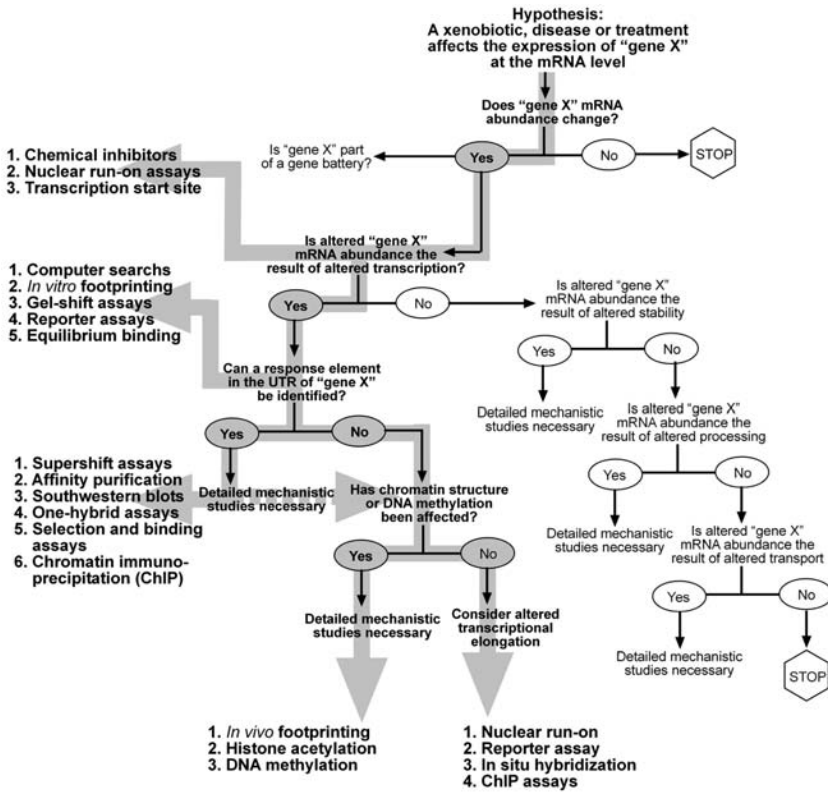 Hypothesis:
A xenobiotic, disease or treatment
affects the expression of “gene X”
at the mRNA level
Does “gene X” mRNA
abundance change?
Is “gene X” part
of a gene battery?
Yes
No
STOP
1. Chemical inhibitors
2. Nuclear run-on assays
3. Transcription start site
Is altered “gene X”
mRNA abundance the
result of altered transcription?
1. Computer searchs
2. In vitro footprinting
3. Gel-shift assays
4. Reporter assays
5. Equilibrium binding
Yes
No
Is altered “gene X”
mRNA abundance the
result of altered stability
Yes
No
Can a response element
in the UTR of “gene X”
be identified?
Detailed mechanistic
studies necessary
Is altered “gene X”
mRNA abundance the
result of altered processing
Yes
No
Yes
No
1. Supershift assays
2. Affinity purification
3. Southwestern blots
4. One-hybrid assays
5. Selection and binding
assays
6. Chromatin immuno-
precipitation (ChIP)
Detailed mechanistic
studies necessary
Has chromatin structure
or DNA methylation
been affected?
Detailed mechanistic
studies necessary
Is altered “gene X”
mRNA abundance the
result of altered transport
Yes
No
Yes
No
Detailed mechanistic
studies necessary
Consider altered
transcriptional
elongation
Detailed mechanistic
studies necessary
STOP
1. In vivo footprinting
2. Histone acetylation
3. DNA methylation
1. Nuclear run-on
2. Reporter assay
3. In situ hybridization
4. ChIP assays